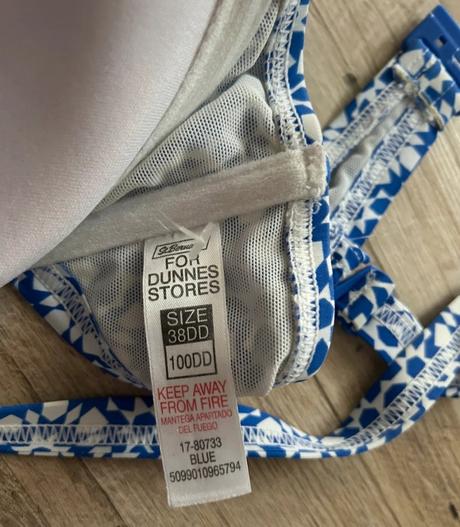 St. Bernard
FOR
DUNNES
STORES
SIZE
38DD
100DD
KEEP AWAY
FROM FIRE
MANTENGA APARTADO
DEL FUEGO
17-80733
BLUE
5099010965794